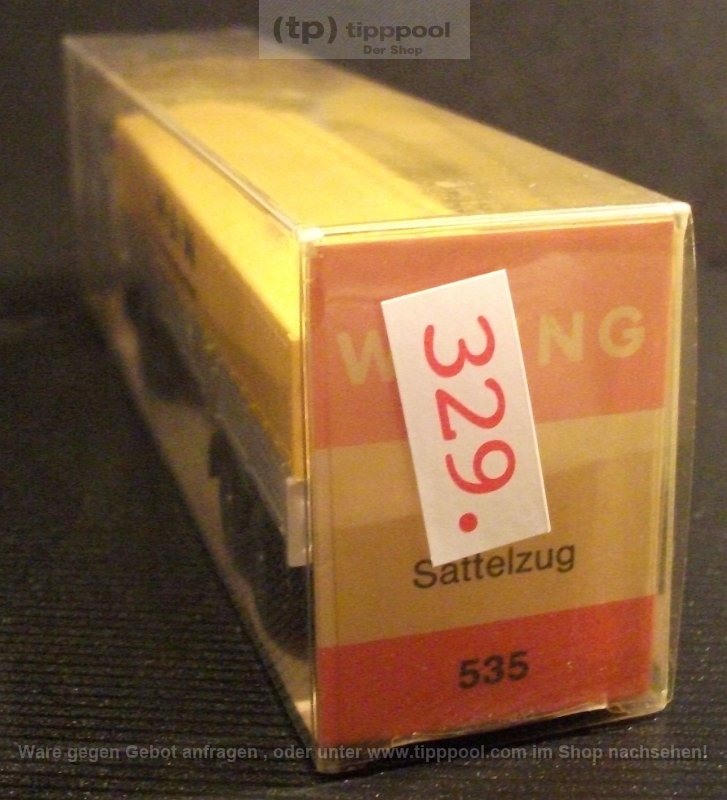 (tp) tipppool
Der Shop
W NG
329.
Sattelzug
535
Ware gegen Gebot anfragen , oder unter www.tipppool.com im Shop nachsehen!